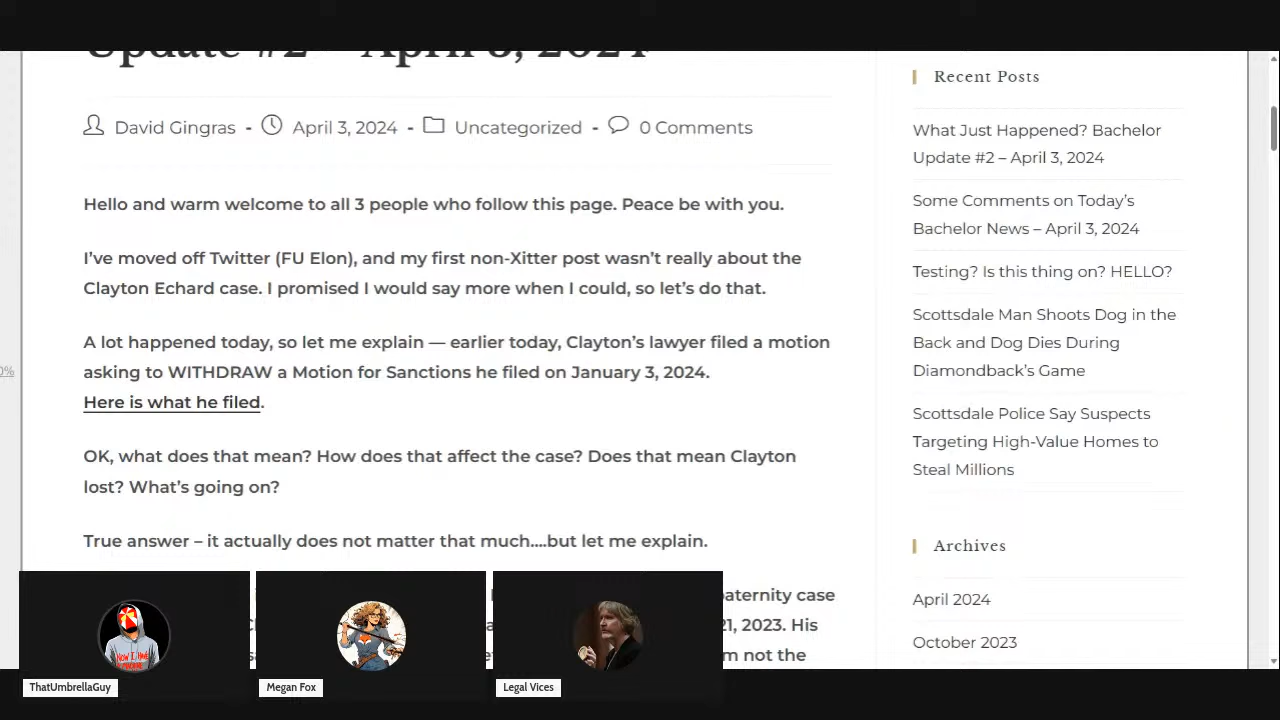 Update #2 – April 3, 2024
David Gingras - April 3, 2024 - Uncategorized - 0 Comments
Hello and warm welcome to all 3 people who follow this page. Peace be with you.
I've moved off Twitter (FU Elon), and my first non-Xitter post wasn't really about the
Clayton Echard case. I promised I would say more when I could, so let's do that.
A lot happened today, so let me explain — earlier today, Clayton's lawyer filed a motion
asking to WITHDRAW a Motion for Sanctions he filed on January 3, 2024.
Here is what he filed.
0%
OK, what does that mean? How does that affect the case? Does that mean Clayton
lost? What's going on?
True answer – it actually does not matter that much....but let me explain.
paternity case
21, 2023. His
m not the
Recent Posts
What Just Happened? Bachelor
Update #2 – April 3, 2024
Some Comments on Today's
Bachelor News – April 3, 2024
Testing? Is this thing on? HELLO?
Scottsdale Man Shoots Dog in the
Back and Dog Dies During
Diamondback's Game
Scottsdale Police Say Suspects
Targeting High-Value Homes to
Steal Millions
Archives
April 2024
October 2023
ThatUmbrellaGuy
Megan Fox
Legal Vices